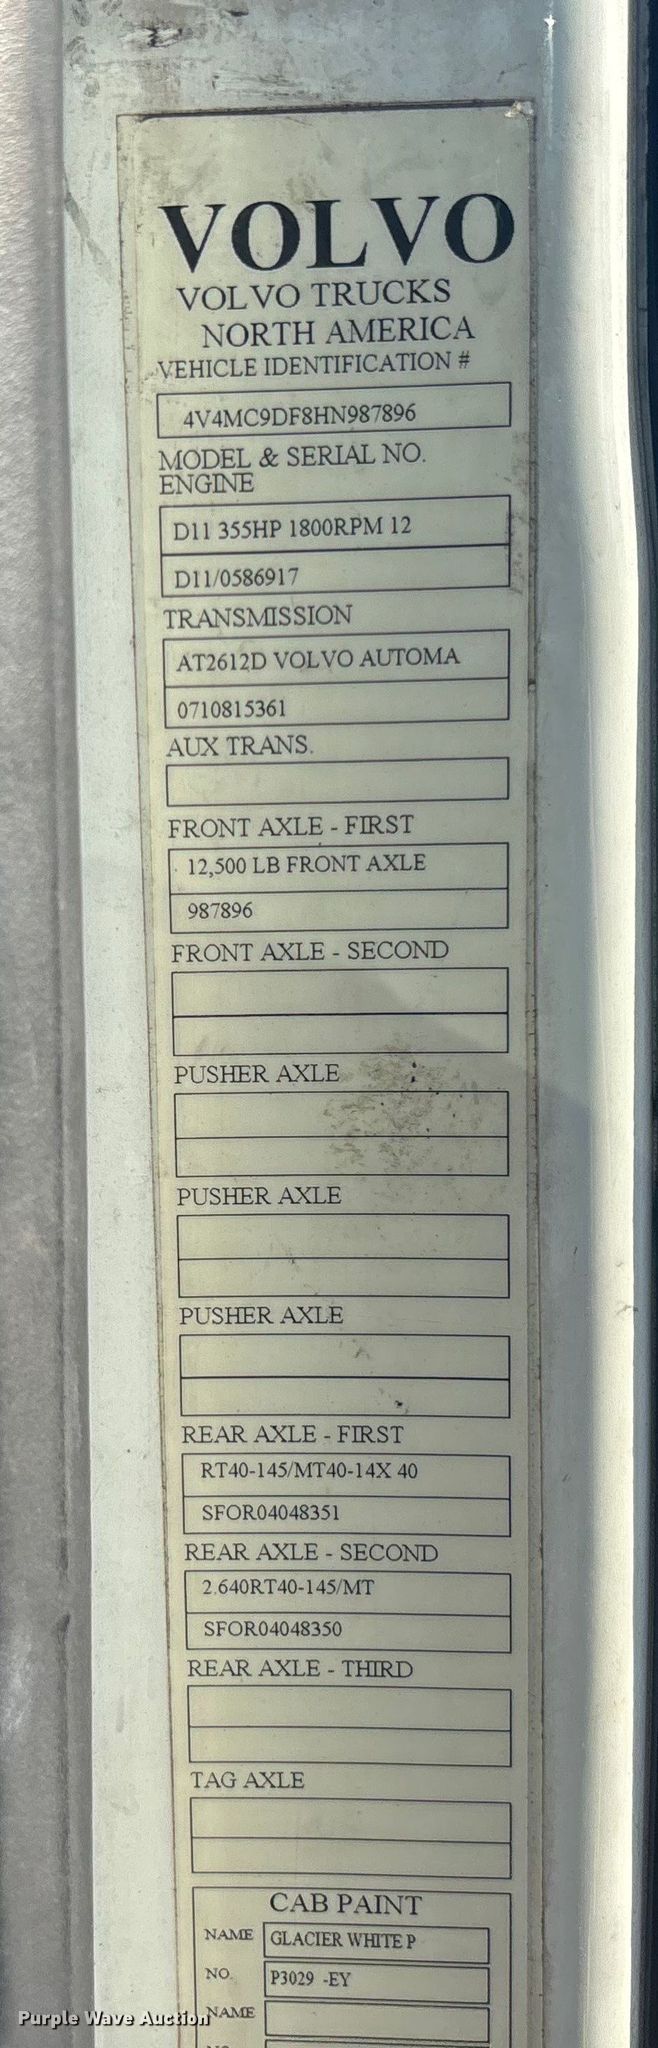 VOLVO
VOLVO TRUCKS
NORTH AMERICA
VEHICLE IDENTIFICATION #
4V4MC9DF8HN987896
MODEL & SERIAL NO.
ENGINE
D11 355HP 1800RPM 12
D11/0586917
TRANSMISSION
AT2612D VOLVO AUTOMA
0710815361
AUX TRANS.
FRONT AXLE - FIRST
12,500 LB FRONT AXLE
987896
FRONT AXLE - SECOND
PUSHER AXLE
PUSHER AXLE
PUSHER AXLE
REAR AXLE - FIRST
RT40-145/MT40-14X 40
SFOR04048351
REAR AXLE - SECOND
2.640RT40-145/MT
SFOR04048350
REAR AXLE - THIRD
TAG AXLE
CAB PAINT
NAME GLACIER WHITE P
NO. P3029 -EY
NAME
Purple Wave Auction